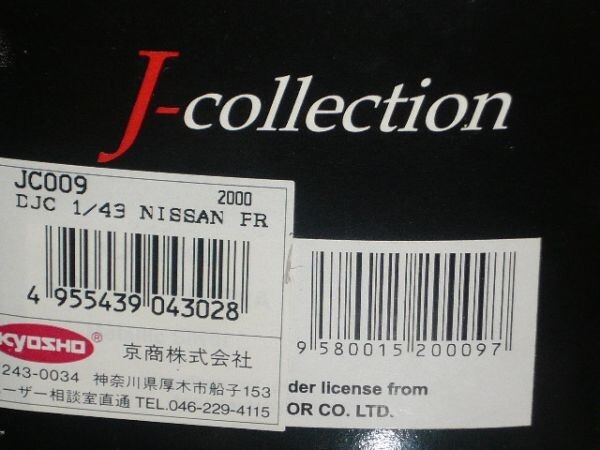 J-collection
JC009 2000
DJC 1/43 NISSAN FR
4 955439 043028
KYOSHO ®
京商株式会社
243-0034 神奈川県厚木市船子153
ーザー相談室直通 TEL.046-229-4115
9 580015 200097
der license from
OR CO. LTD.